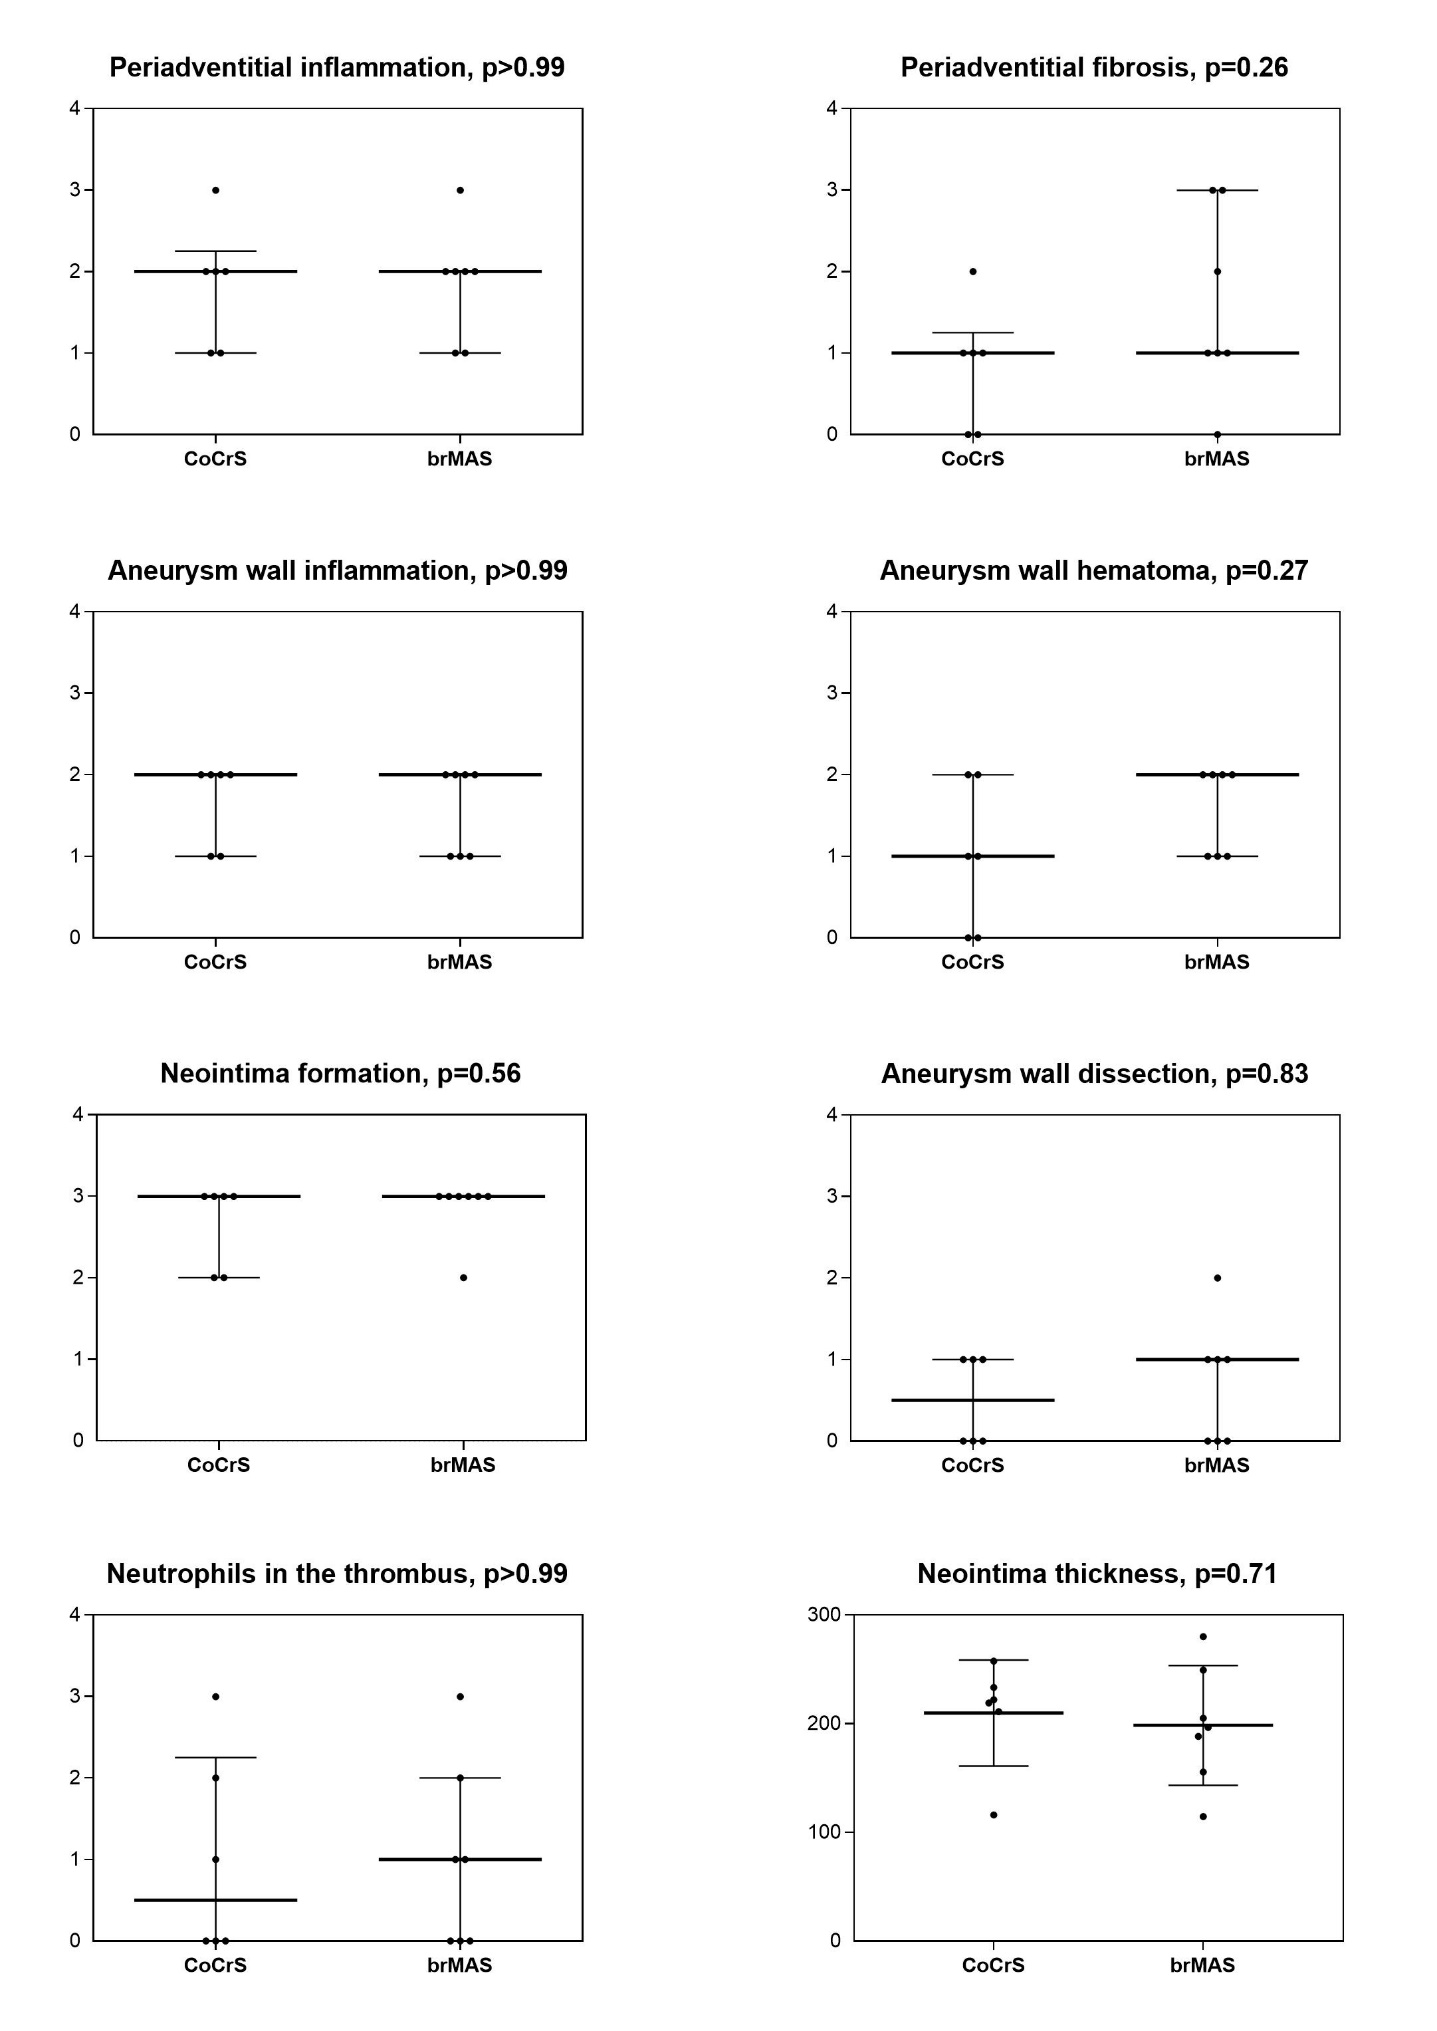 Periadventitial inflammation, p>0.99
4
3
2
1
0
CoCrS brMAS
Periadventitial fibrosis, p=0.26
4
3
2
1
0
CoCrS brMAS
Aneurysm wall inflammation, p>0.99
4
3
2
1
0
CoCrS brMAS
Aneurysm wall hematoma, p=0.27
4
3
2
1
0
CoCrS brMAS
Neointima formation, p=0.56
4
3
2
1
0
CoCrS brMAS
Aneurysm wall dissection, p=0.83
4
3
2
1
0
CoCrS brMAS
Neutrophils in the thrombus, p>0.99
4
3
2
1
0
CoCrS brMAS
Neointima thickness, p=0.71
300
200
100
0
CoCrS brMAS